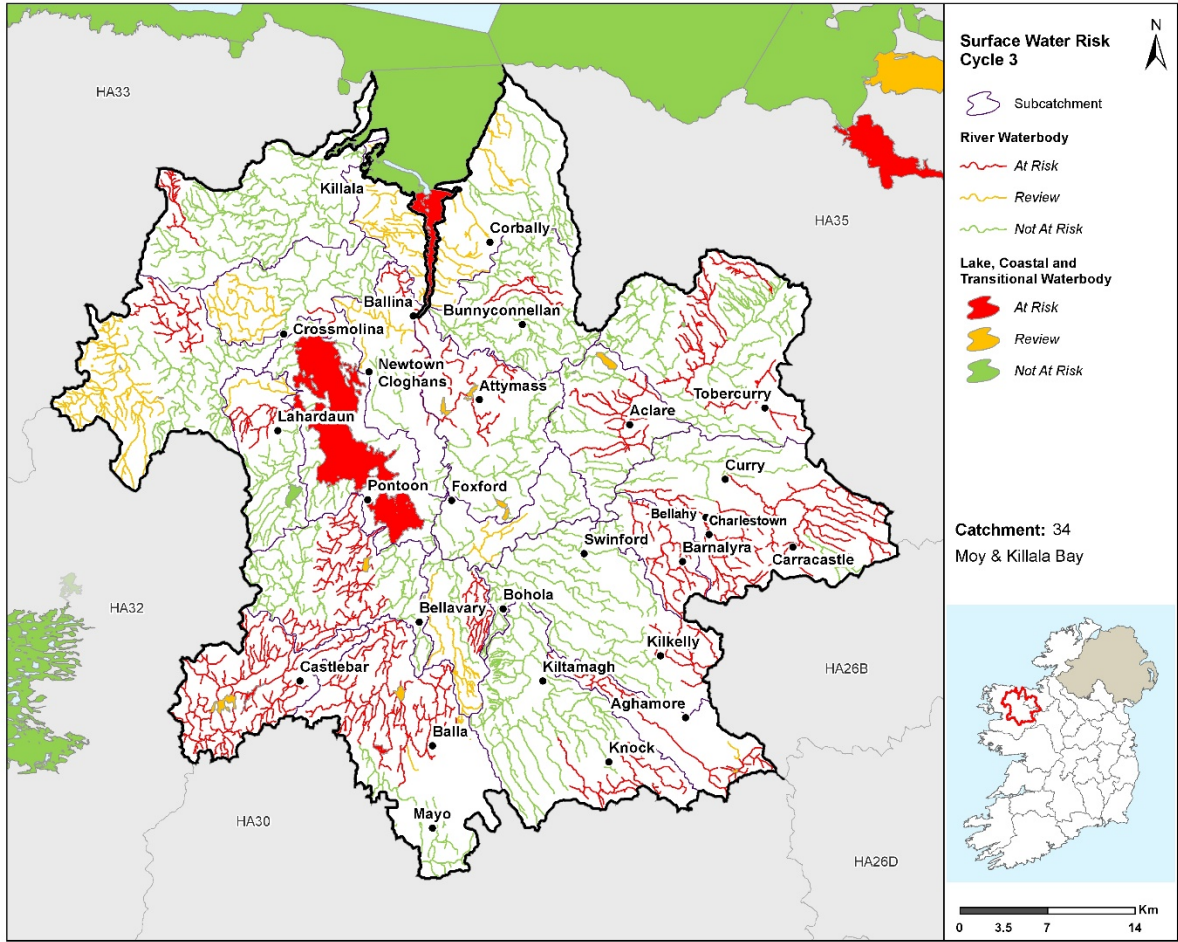 HA33
HA35
Killala
Corbally
Ballina
Bunnyconnellan
Crossmolina
Newtown
Cloghans
Attymass
Tobercurry
Lahardaun
Aclare
Curry
Pontoon
Foxford
Bellahy
Charlestown
Swinford
Barnalyra
Carracastle
HA32
Bellavary
Bohola
Kilkelly
HA26B
Castlebar
Kiltamagh
Aghamore
Balla
Knock
Mayo
HA30
HA26D
Surface Water Risk
Cycle 3
N
Subcatchment
River Waterbody
At Risk
Review
Not At Risk
Lake, Coastal and
Transitional Waterbody
At Risk
Review
Not At Risk
Catchment: 34
Moy & Killala Bay
Km
0 3.5 7 14